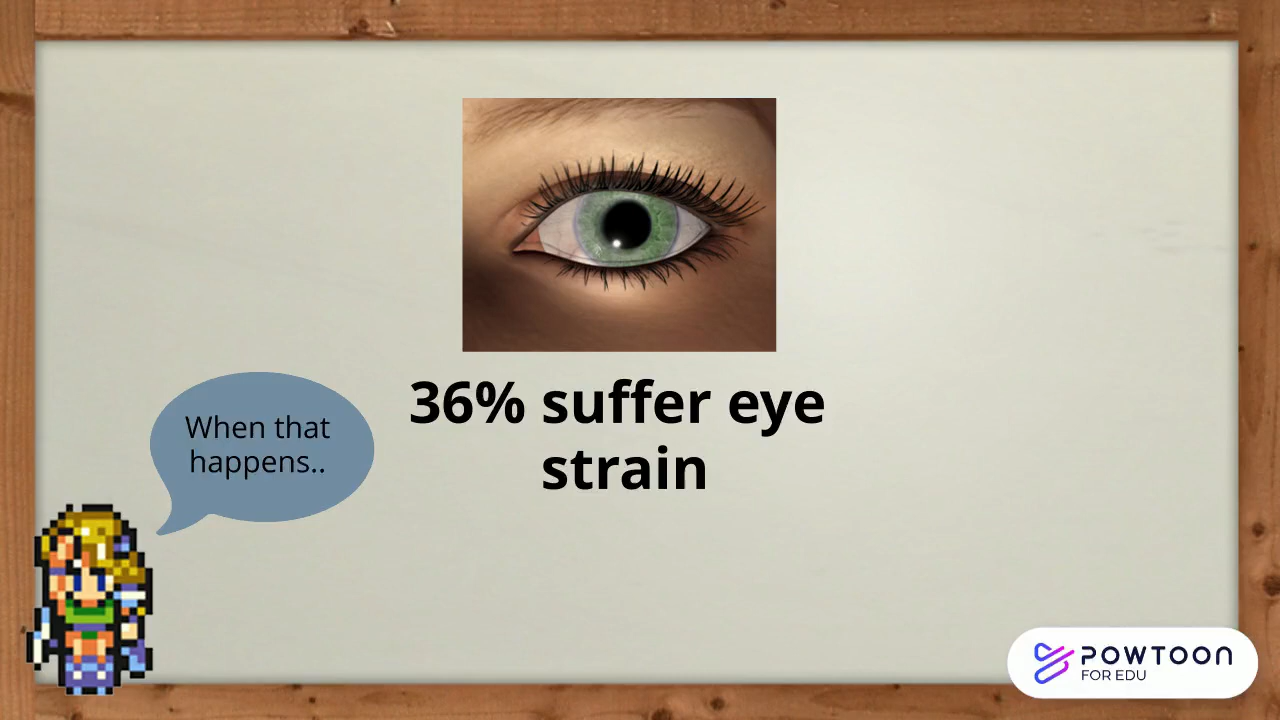 36% suffer eye
strain
When that
happens..
POWTOON
FOR EDU